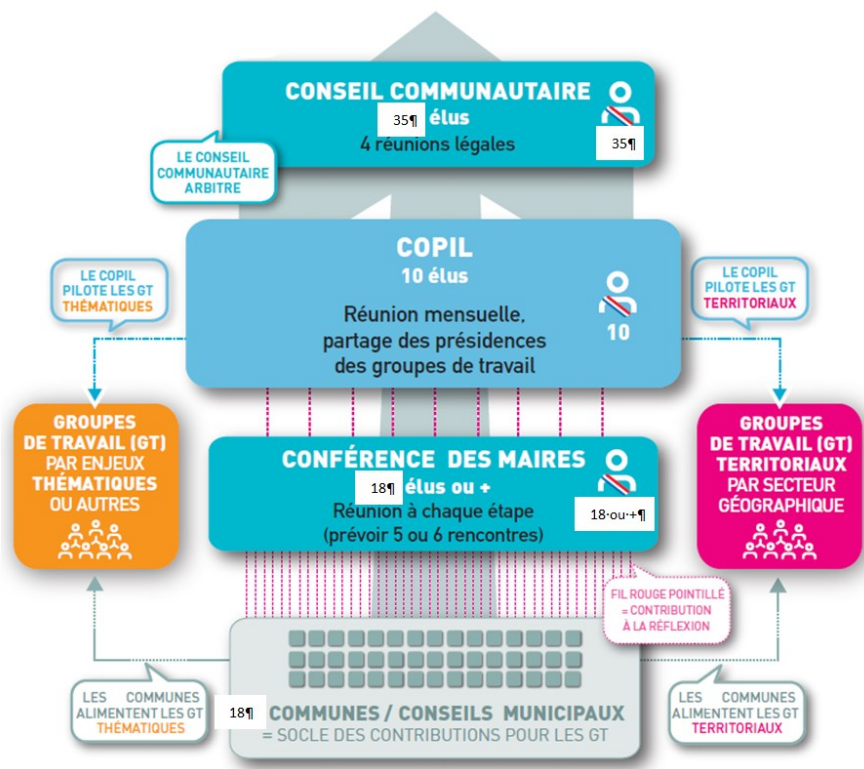 CONSEIL COMMUNAUTAIRE
35¶ élus
4 réunions légales
35¶
LE CONSEIL
COMMUNAUTAIRE
ARBITRE
COPIL
10 élus
Réunion mensuelle,
partage des présidences
des groupes de travail
10
LE COPIL
PILOTE LES GT
THÉMATIQUES
LE COPIL
PILOTE LES GT
TERRITORIAUX
GROUPES
DE TRAVAIL (GT)
PAR ENJEUX
THÉMATIQUES
OU AUTRES
CONFÉRENCE DES MAIRES
18¶ élus ou +
Réunion à chaque étape
(prévoir 5 ou 6 rencontres)
18·ou·+¶
GROUPES
DE TRAVAIL (GT)
TERRITORIAUX
PAR SECTEUR
GÉOGRAPHIQUE
FIL ROUGE POINTILLÉ
= CONTRIBUTION
À LA RÉFLEXION
LES COMMUNES
ALIMENTENT LES GT
THÉMATIQUES
18¶ COMMUNES / CONSEILS MUNICIPAUX
= SOCLE DES CONTRIBUTIONS POUR LES GT
LES COMMUNES
ALIMENTENT LES GT
TERRITORIAUX